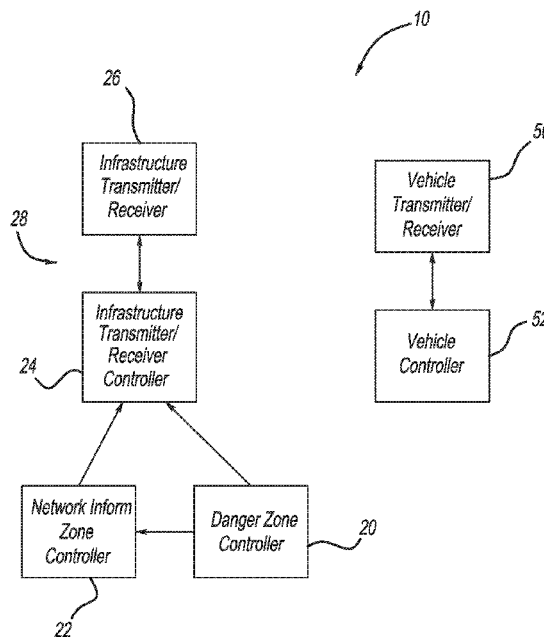 10
26
Infrastructure
Transmitter/
Receiver
Vehicle
Transmitter/
Receiver
28
Infrastructure
Transmitter/
Receiver
Controller
24
Vehicle
Controller
52
Network Inform
Zone
Controller
22
Danger Zone
Controller
20